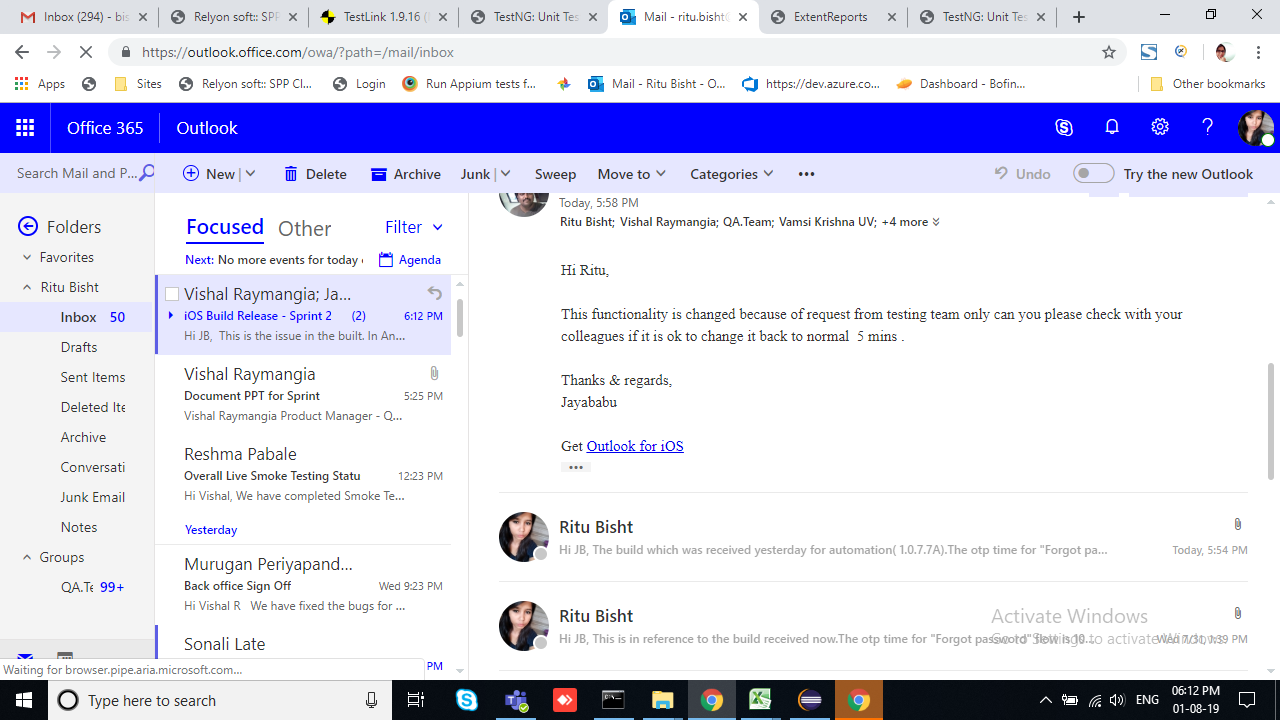 Inbox (294) - bis
Relyon soft:: SPP
TestLink 1.9.16 (
TestNG: Unit Tes
Mail - ritu.bisht
ExtentReports
TestNG: Unit Tes
https://outlook.office.com/owa/?path=/mail/inbox
Apps
Sites
Relyon soft:: SPP Cl...
Login
Run Appium tests f...
Mail - Ritu Bisht - O...
https://dev.azure.co...
Dashboard - Bofin...
Other bookmarks
Office 365
Outlook
Search Mail and P...
New
Delete
Archive
Junk
Sweep
Move to
Categories
...
Undo
Try the new Outlook
Folders
Favorites
Ritu Bisht
Inbox 50
Drafts
Sent Items
Deleted Ite
Archive
Conversati
Junk Email
Notes
Groups
QA.Te 99+
Focused Other Filter
Next: No more events for today Agenda
Vishal Raymangia; Ja...
iOS Build Release - Sprint 2 (2) 6:12 PM
Hi JB, This is the issue in the built. In An...
Vishal Raymangia
Document PPT for Sprint 5:25 PM
Vishal Raymangia Product Manager - Q...
Reshma Pabale
Overall Live Smoke Testing Statu 12:23 PM
Hi Vishal, We have completed Smoke Te...
Yesterday
Murugan Periyapand...
Back office Sign Off Wed 9:23 PM
Hi Vishal R We have fixed the bugs for ...
Sonali Late
PM
Today, 5:58 PM
Ritu Bisht; Vishal Raymangia; QA.Team; Vamsi Krishna UV; +4 more
Hi Ritu,
This functionality is changed because of request from testing team only can you please check with your
colleagues if it is ok to change it back to normal 5 mins .
Thanks & regards,
Jayababu
Get Outlook for iOS
...
Ritu Bisht
Hi JB, The build which was received yesterday for automation( 1.0.7.7A).The otp time for "Forgot pa... Today, 5:54 PM
Ritu Bisht
Hi JB, This is in reference to the build received now.The otp time for "Forgot password" flow is 10... Wed 7/31, 1:39 PM
Activate Windows
Go to Settings to activate Windows.
Waiting for browser.pipe.aria.microsoft.com...
Type here to search
ENG
06:12 PM
01-08-19